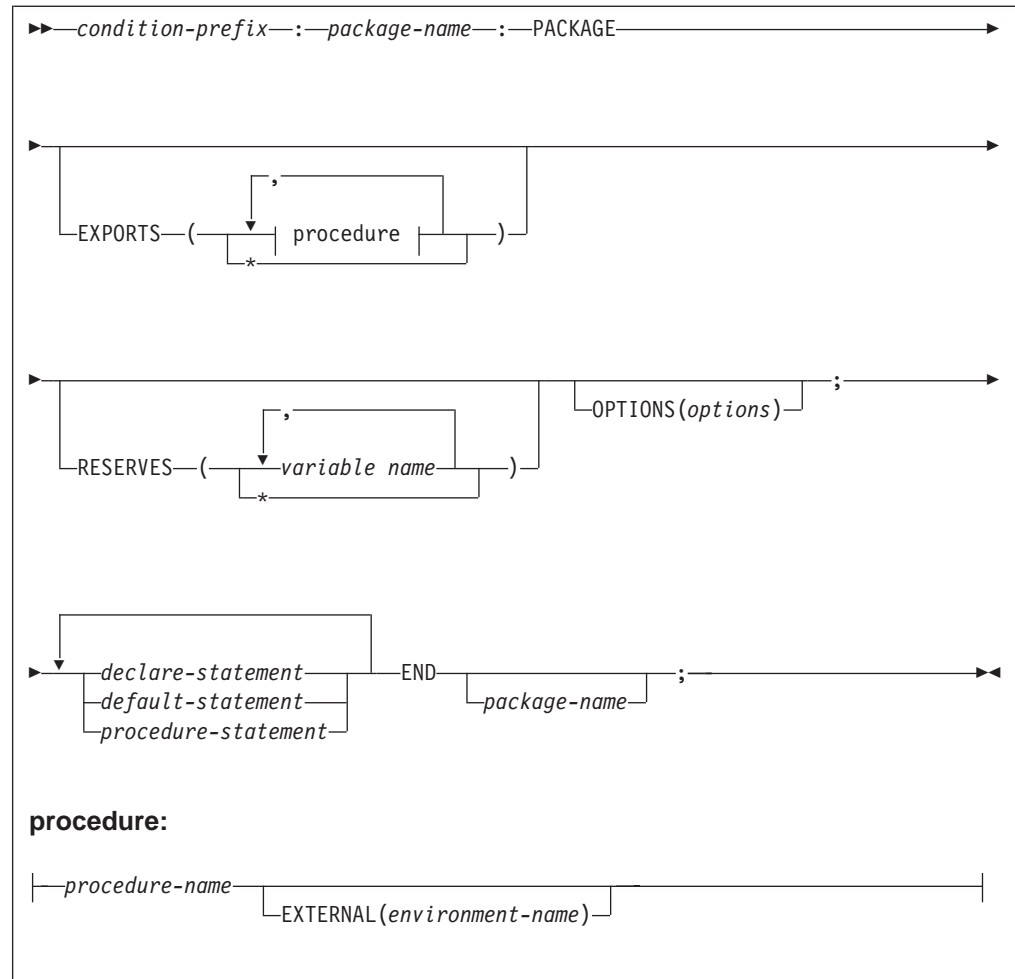 condition-prefix : package-name : PACKAGE
,
EXPORTS ( procedure )
*
,
RESERVES ( variable name )
*
OPTIONS(options)
;
declare-statement
default-statement
procedure-statement
END
package-name
;
procedure:
procedure-name
EXTERNAL(environment-name)